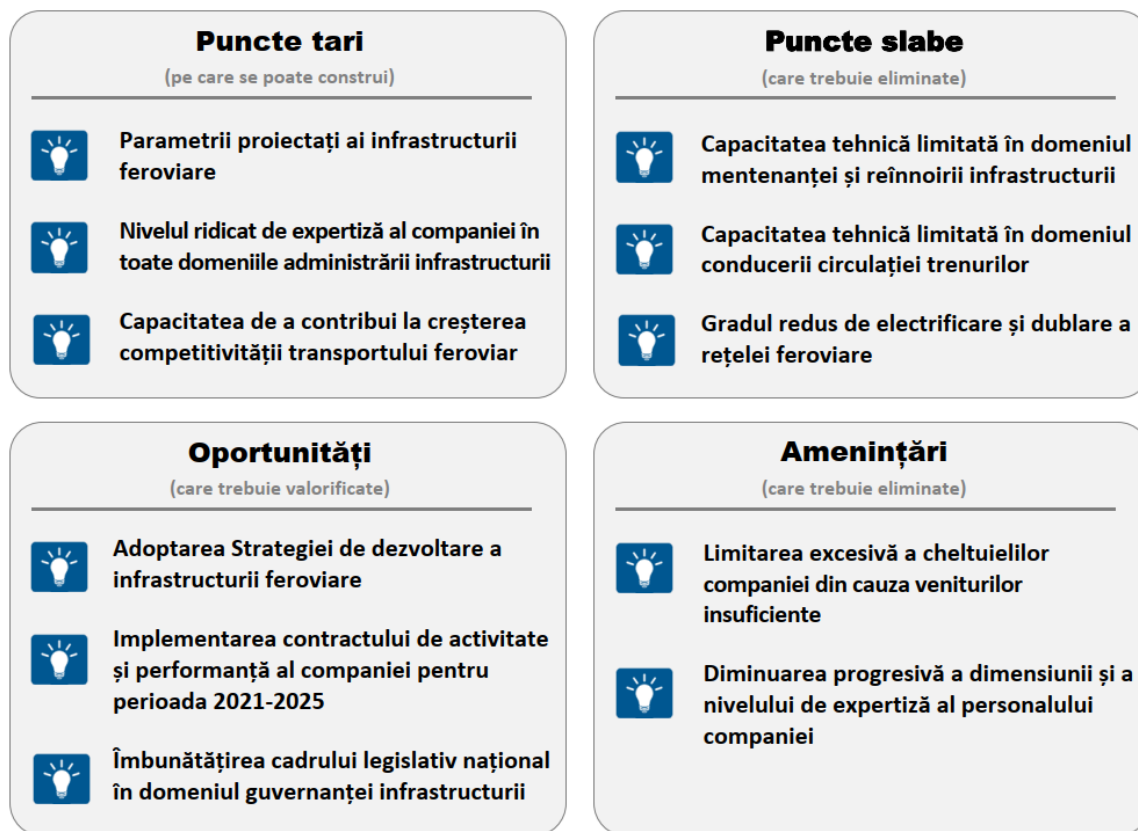 Puncte tari
(pe care se poate construi)
Parametrii proiectați ai infrastructurii
feroviare
Nivelul ridicat de expertiză al companiei în
toate domeniile administrării infrastructurii
Capacitatea de a contribui la creșterea
competitivității transportului feroviar
Puncte slabe
(care trebuie eliminate)
Capacitatea tehnică limitată în domeniul
mentenanței și reînnoirii infrastructurii
Capacitatea tehnică limitată în domeniul
conducerii circulației trenurilor
Gradul redus de electrificare și dublare a
rețelei feroviare
Oportunități
(care trebuie valorificate)
Adoptarea Strategiei de dezvoltare a
infrastructurii feroviare
Implementarea contractului de activitate
și performanță al companiei pentru
perioada 2021-2025
Îmbunătățirea cadrului legislativ național
în domeniul guvernanței infrastructurii
Amenințări
(care trebuie eliminate)
Limitarea excesivă a cheltuielilor
companiei din cauza veniturilor
insuficiente
Diminuarea progresivă a dimensiunii și a
nivelului de expertiză al personalului
companiei